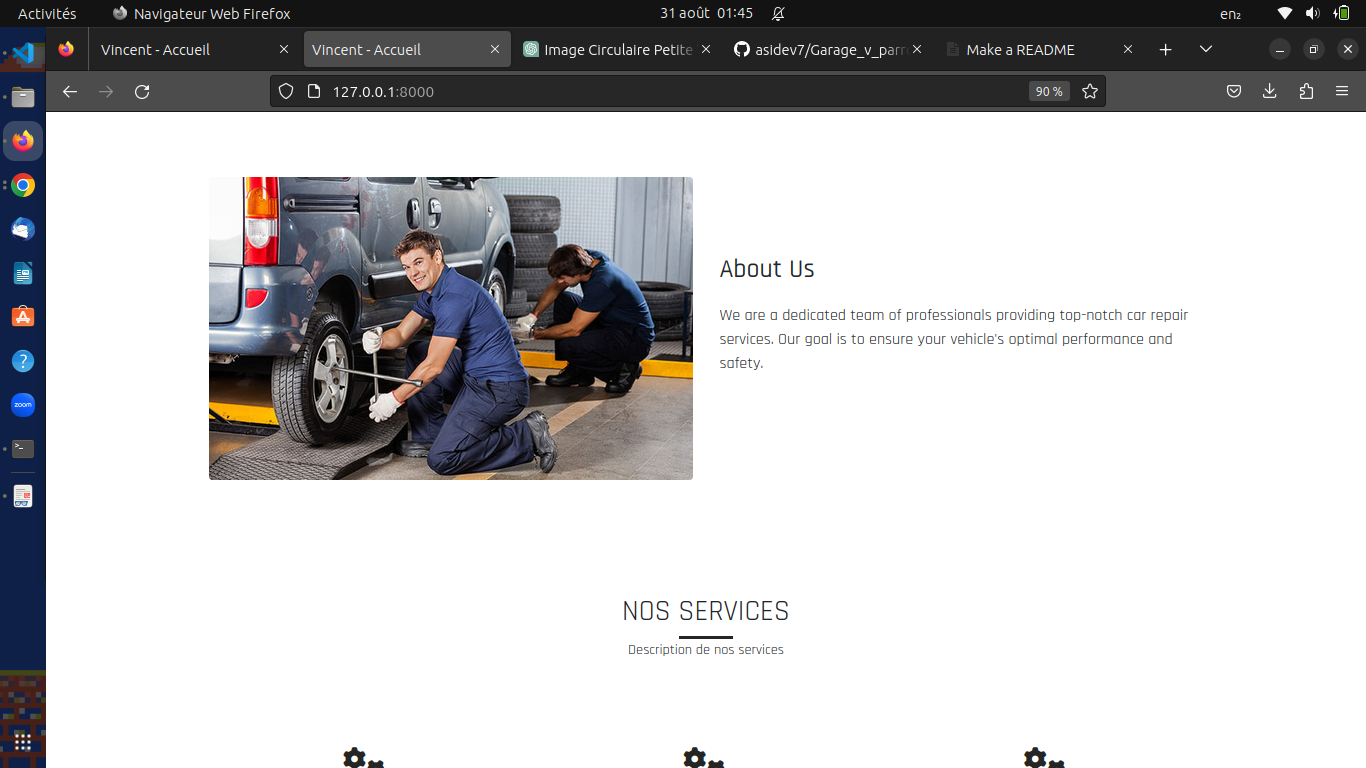 Activités
Navigateur Web Firefox
31 août 01:45
en₂
Vincent - Accueil
Vincent - Accueil
Image Circulaire Petite
asidev7/Garage_v_parr
Make a README
127.0.0.1:8000
90 %
zoom
About Us
We are a dedicated team of professionals providing top-notch car repair
services. Our goal is to ensure your vehicle's optimal performance and
safety.
NOS SERVICES
Description de nos services